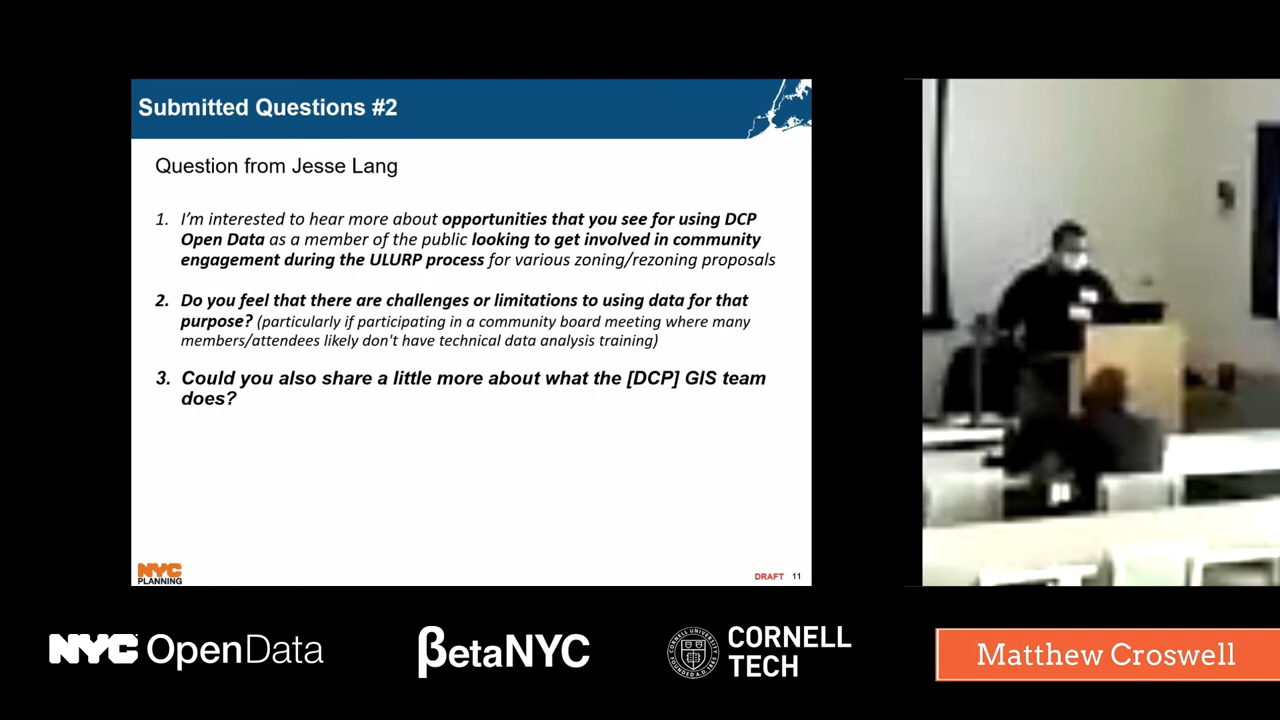 Submitted Questions #2
Question from Jesse Lang
1. I'm interested to hear more about opportunities that you see for using DCP
Open Data as a member of the public looking to get involved in community
engagement during the ULURP process for various zoning/rezoning proposals
2. Do you feel that there are challenges or limitations to using data for that
purpose? (particularly if participating in a community board meeting where many
members/attendees likely don't have technical data analysis training)
3. Could you also share a little more about what the [DCP] GIS team
does?
NYC
PLANNING
DRAFT 11
NYC OpenData
βetaNYC
CORNELL
TECH
CORNELL UNIVERSITY
FOUNDED A.D. 1865
Matthew Croswell